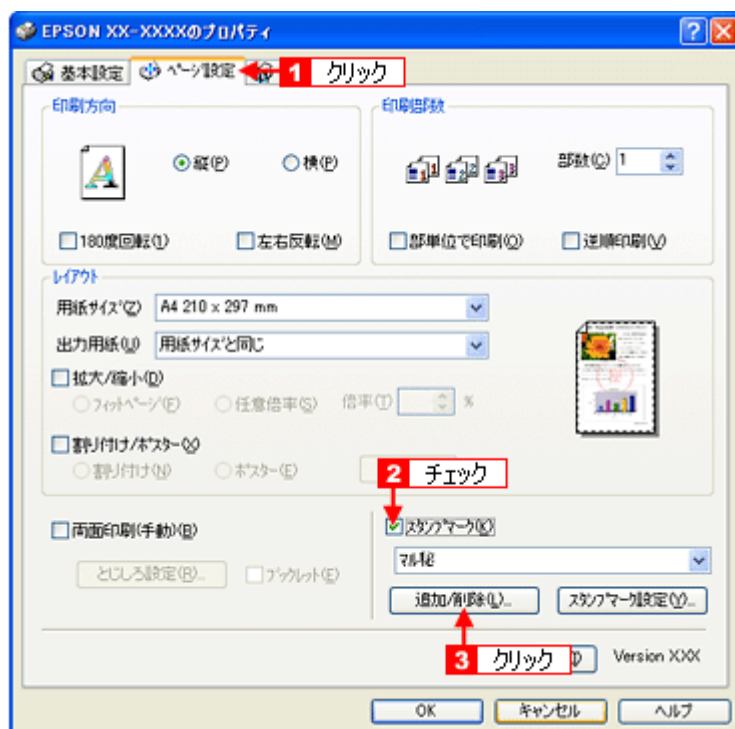 EPSON XX-XXXXのプロパティ
基本設定 ページ設定 1 クリック
印刷方向
縦(P) 横(P)
180度回転(1) 左右反転(M)
印刷部数
部数(C) 1
部単位で印刷(O) 逆順印刷(V)
レイアウト
用紙サイズ(Z) A4 210 x 297 mm
出力用紙(U) 用紙サイズと同じ
拡大/縮小(D)
フィットページ(F) 任意倍率(S) 倍率(T) %
割り付け/ポスター(X)
割り付け(N) ポスター(E)
2 チェック
両面印刷(手動)(B)
とじしろ設定(R)... ブックレット(E)
スタンプマーク(K)
マル秘
追加/削除(L)... スタンプマーク設定(Y)...
3 クリック
Version XXX
OK キャンセル ヘルプ